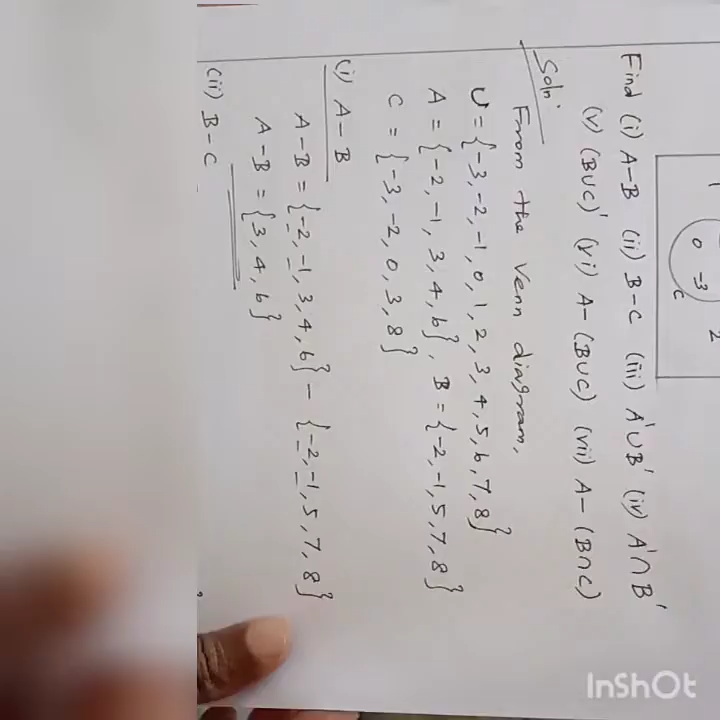 1
0 -3
C
2
Find (i) A-B (ii) B-C (iii) A'∪B' (iv) A'∩B'
(v) (B∪C)' (vi) A-(B∪C) (vii) A-(B∩C)
Soln.
From the Venn diagram,
U = {-3, -2, -1, 0, 1, 2, 3, 4, 5, 6, 7, 8}
A = {-2, -1, 3, 4, 6}, B = {-2, -1, 5, 7, 8}
C = {-3, -2, 0, 3, 8}
(i) A-B
A-B = {-2, -1, 3, 4, 6} - {-2, -1, 5, 7, 8}
A-B = {3, 4, 6}
(ii) B-C
InShOt